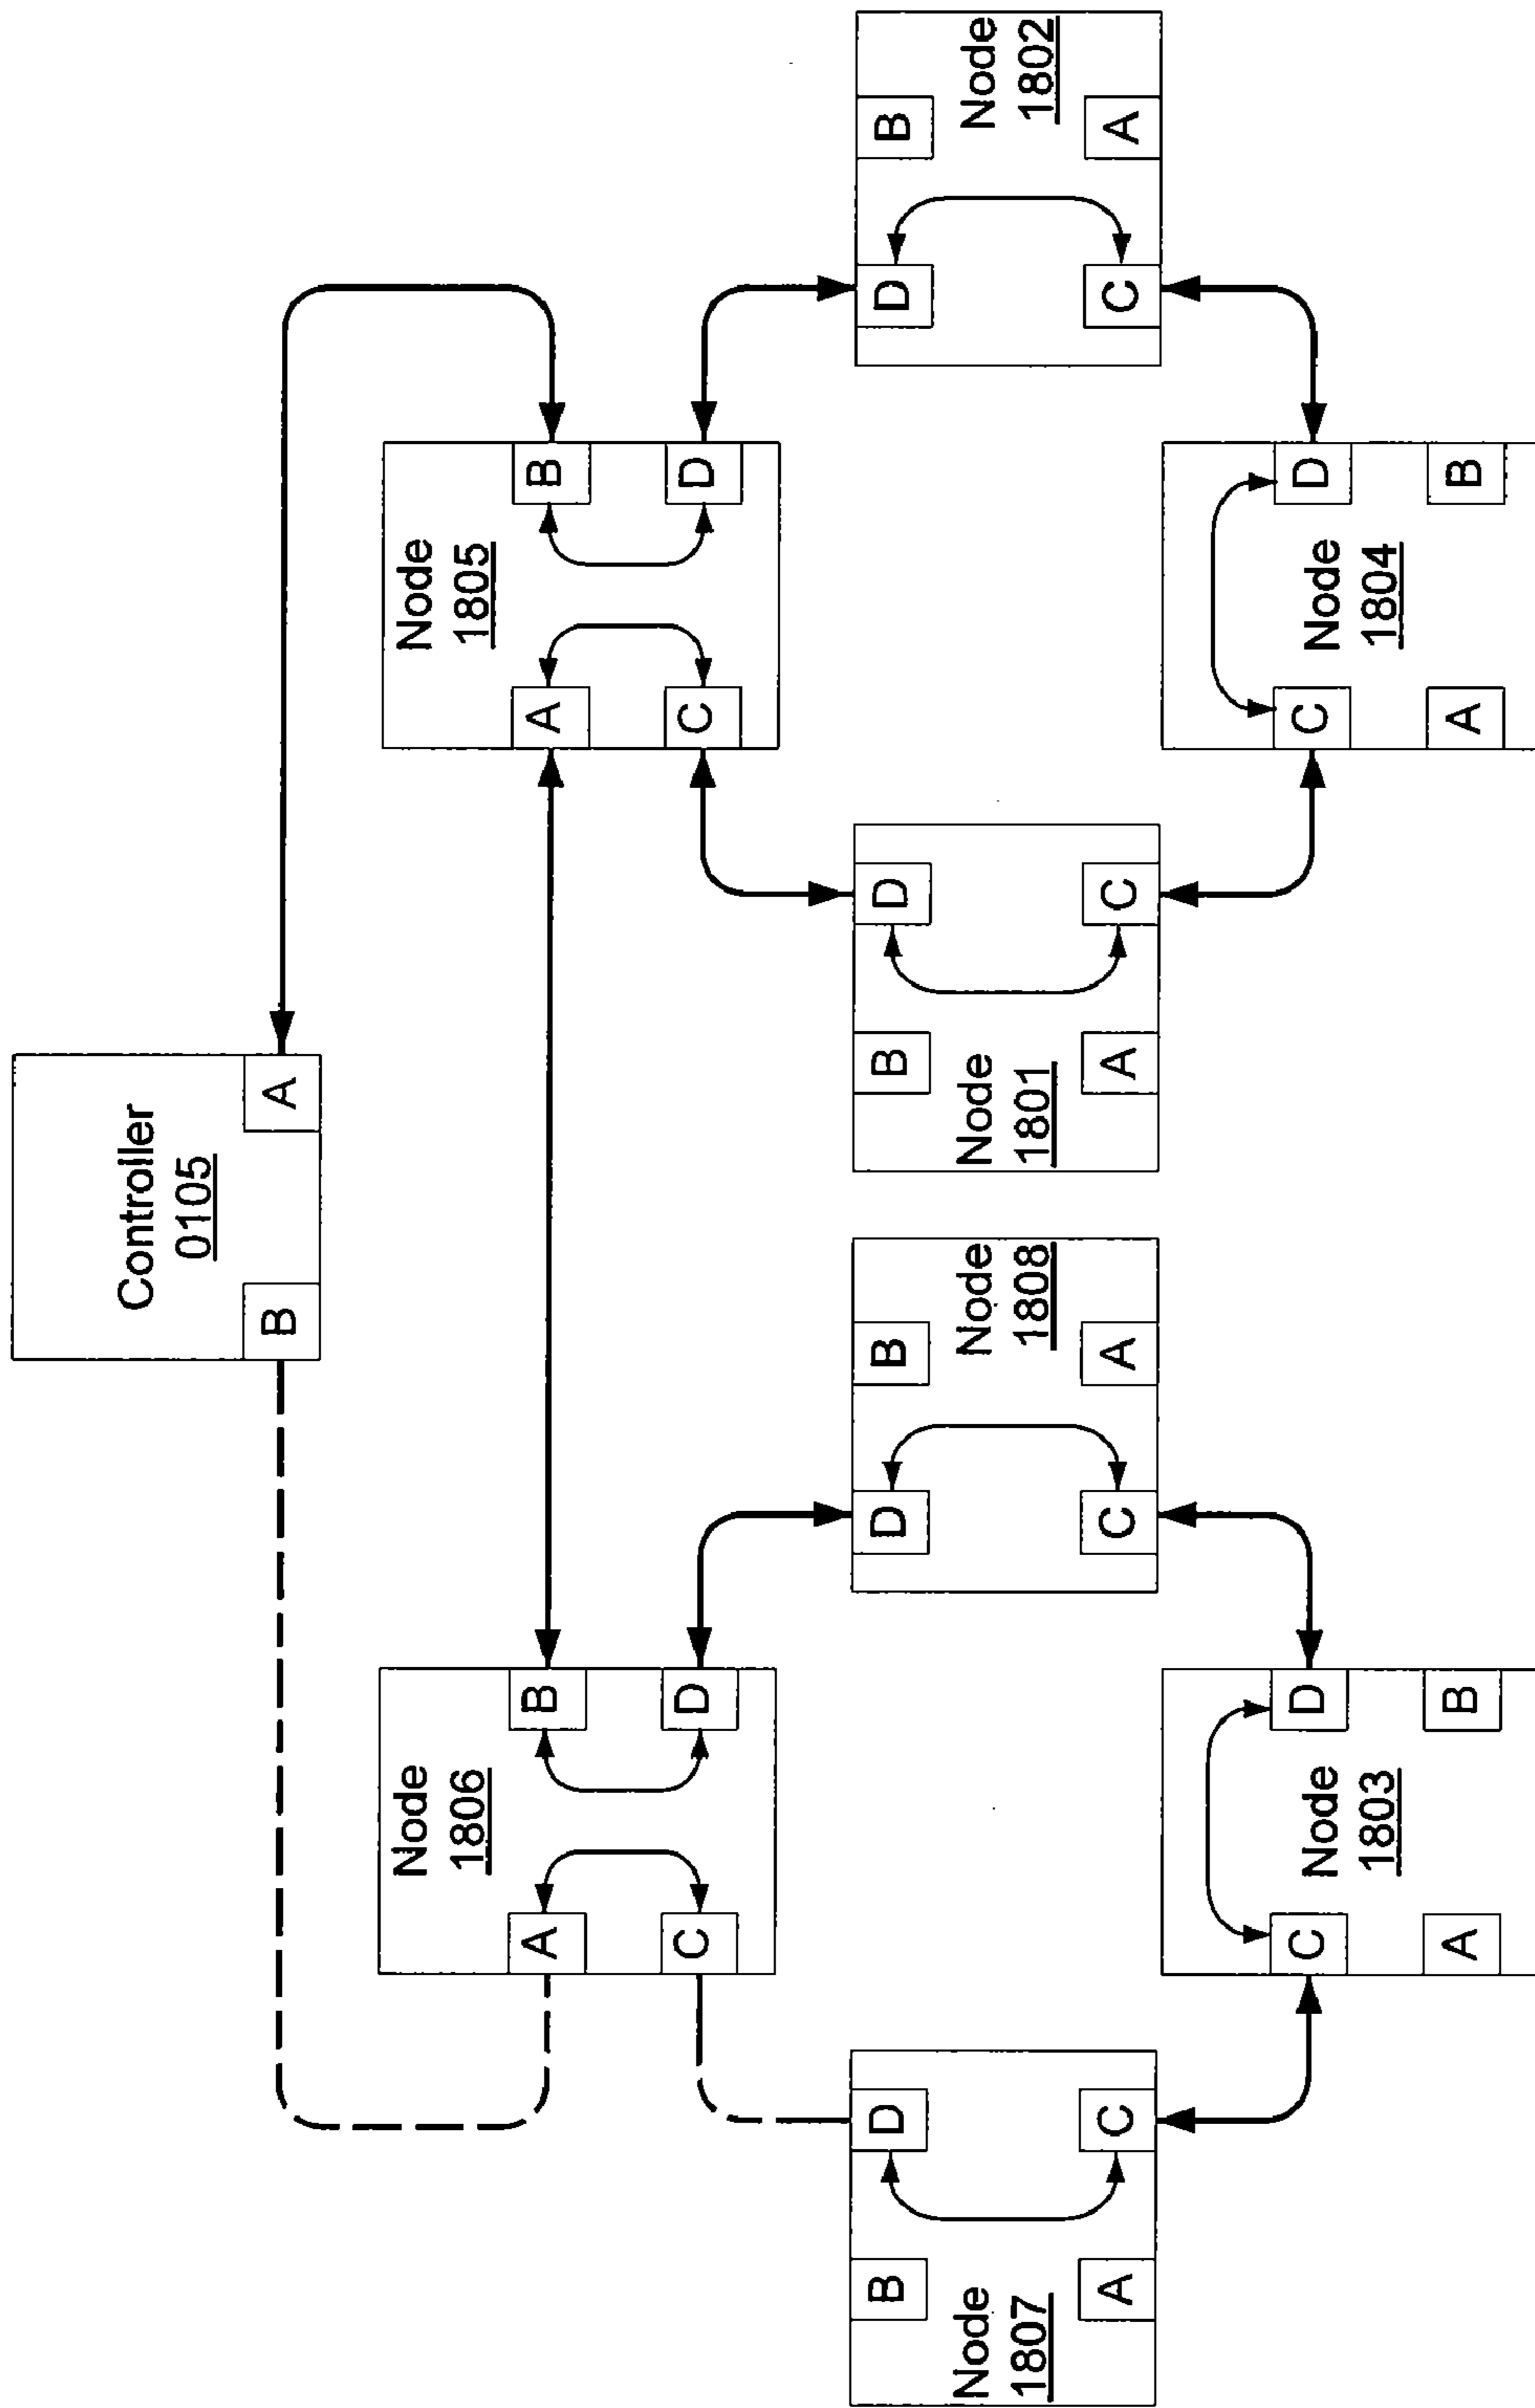 Controller
0105
B A
Node
1806
A B
C D
Node
1805
A B
C D
B D
Node
1807
A C
D B
Node
1808
C A
B D
Node
1801
A C
D B
Node
1802
C A
C D
Node
1803
A B
C D
Node
1804
A B